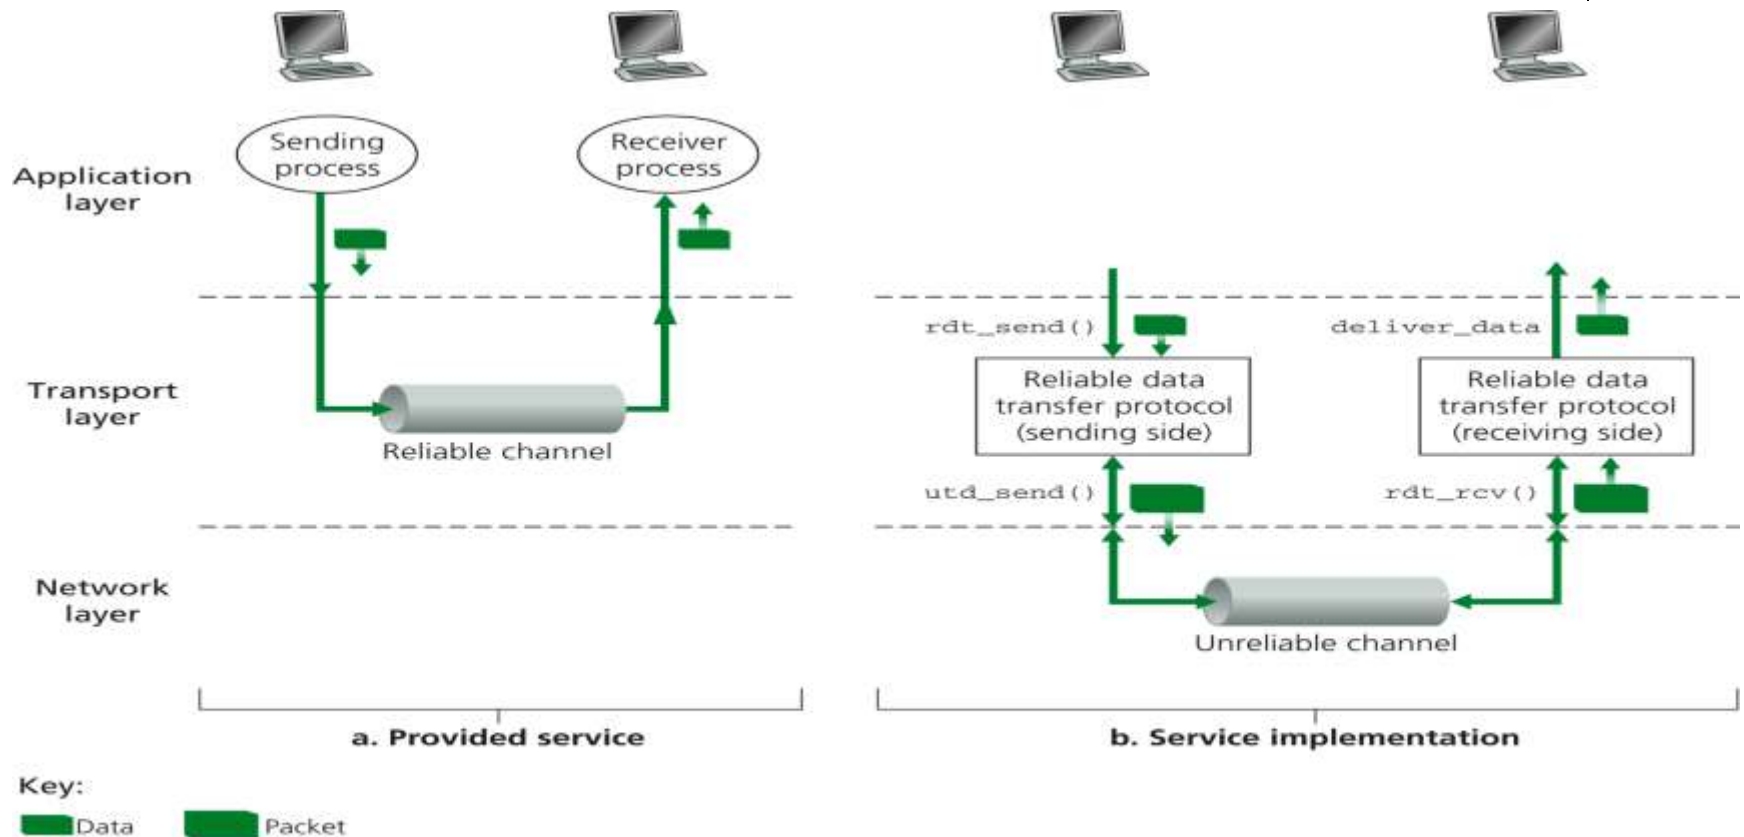 Sending
process
Receiver
process
Application
layer
rdt_send()
deliver_data
Transport
layer
Reliable data
transfer protocol
(sending side)
Reliable data
transfer protocol
(receiving side)
Reliable channel
utd_send()
rdt_rcv()
Network
layer
Unreliable channel
a. Provided service
b. Service implementation
Key:
Data
Packet